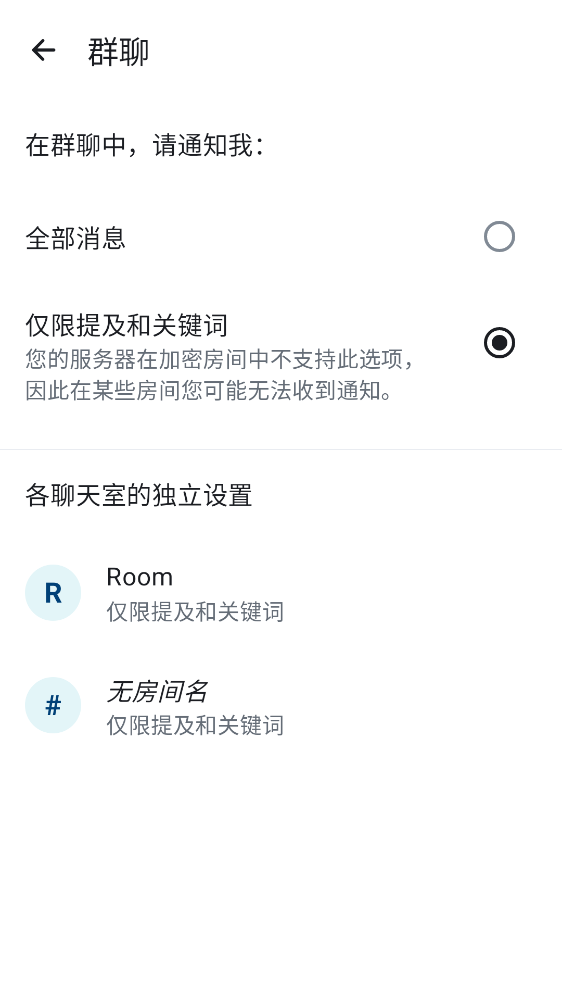 群聊
在群聊中，请通知我：
全部消息
仅限提及和关键词
您的服务器在加密房间中不支持此选项，
因此在某些房间您可能无法收到通知。
各聊天室的独立设置
R
Room
仅限提及和关键词
#
无房间名
仅限提及和关键词